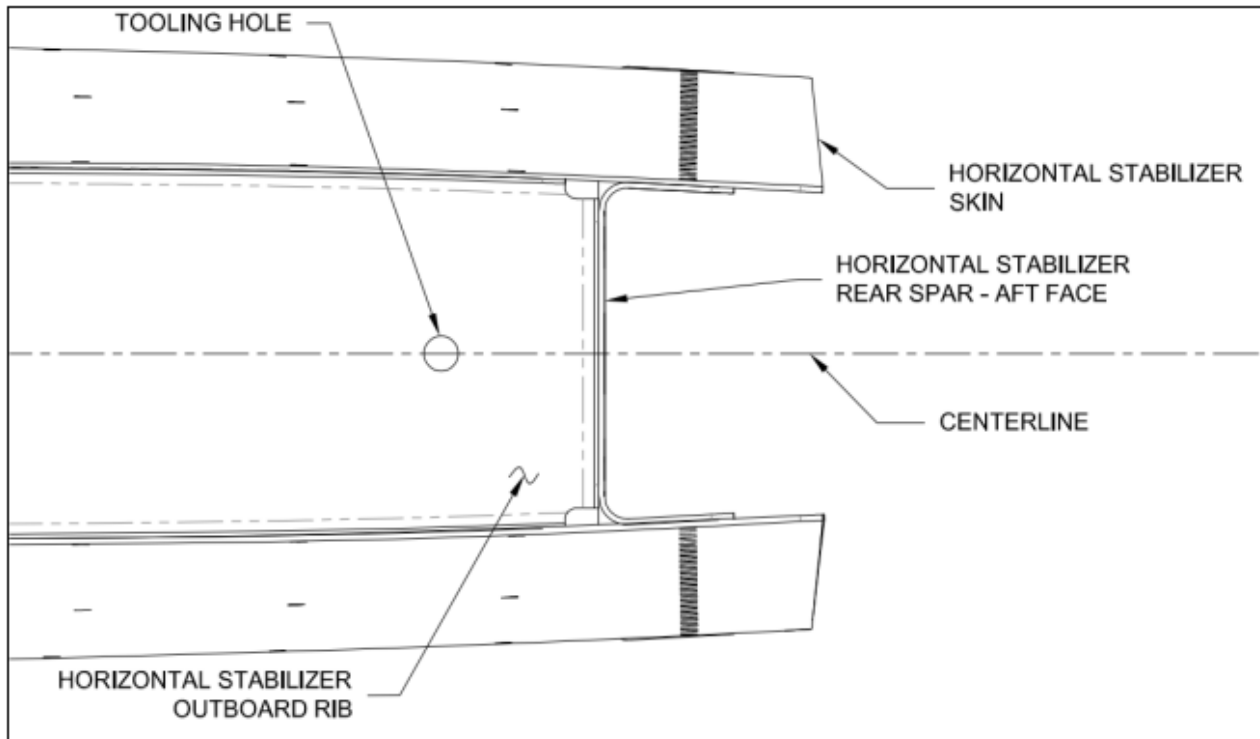 TOOLING HOLE
HORIZONTAL STABILIZER
SKIN
HORIZONTAL STABILIZER
REAR SPAR - AFT FACE
CENTERLINE
HORIZONTAL STABILIZER
OUTBOARD RIB